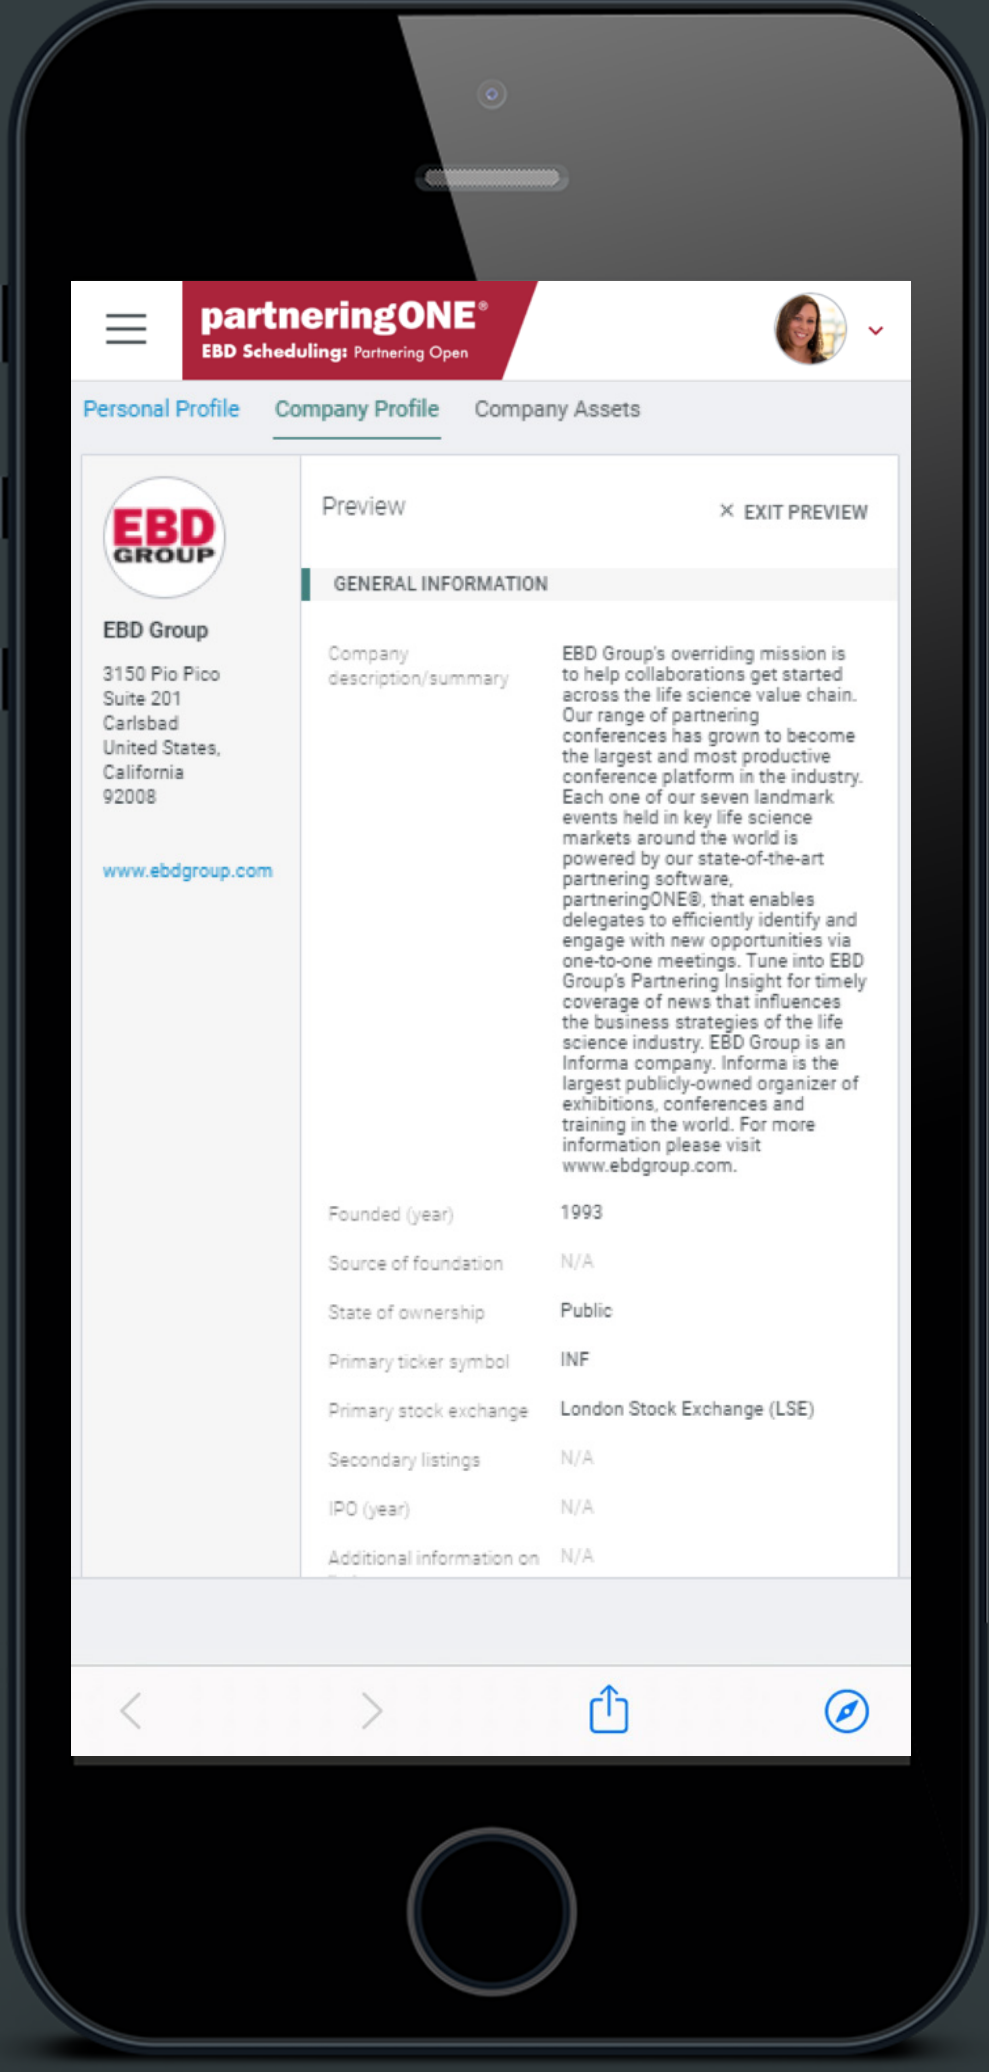 partneringONE®
EBD Scheduling: Partnering Open
Personal Profile
Company Profile
Company Assets
EBD
GROUP
EBD Group
3150 Pio Pico
Suite 201
Carlsbad
United States,
California
92008
www.ebdgroup.com
Preview
× EXIT PREVIEW
GENERAL INFORMATION
Company
description/summary
EBD Group's overriding mission is
to help collaborations get started
across the life science value chain.
Our range of partnering
conferences has grown to become
the largest and most productive
conference platform in the industry.
Each one of our seven landmark
events held in key life science
markets around the world is
powered by our state-of-the-art
partnering software,
partneringONE®, that enables
delegates to efficiently identify and
engage with new opportunities via
one-to-one meetings. Tune into EBD
Group's Partnering Insight for timely
coverage of news that influences
the business strategies of the life
science industry. EBD Group is an
Informa company. Informa is the
largest publicly-owned organizer of
exhibitions, conferences and
training in the world. For more
information please visit
www.ebdgroup.com.
Founded (year)
1993
Source of foundation
N/A
State of ownership
Public
Primary ticker symbol
INF
Primary stock exchange
London Stock Exchange (LSE)
Secondary listings
N/A
IPO (year)
N/A
Additional information on
N/A